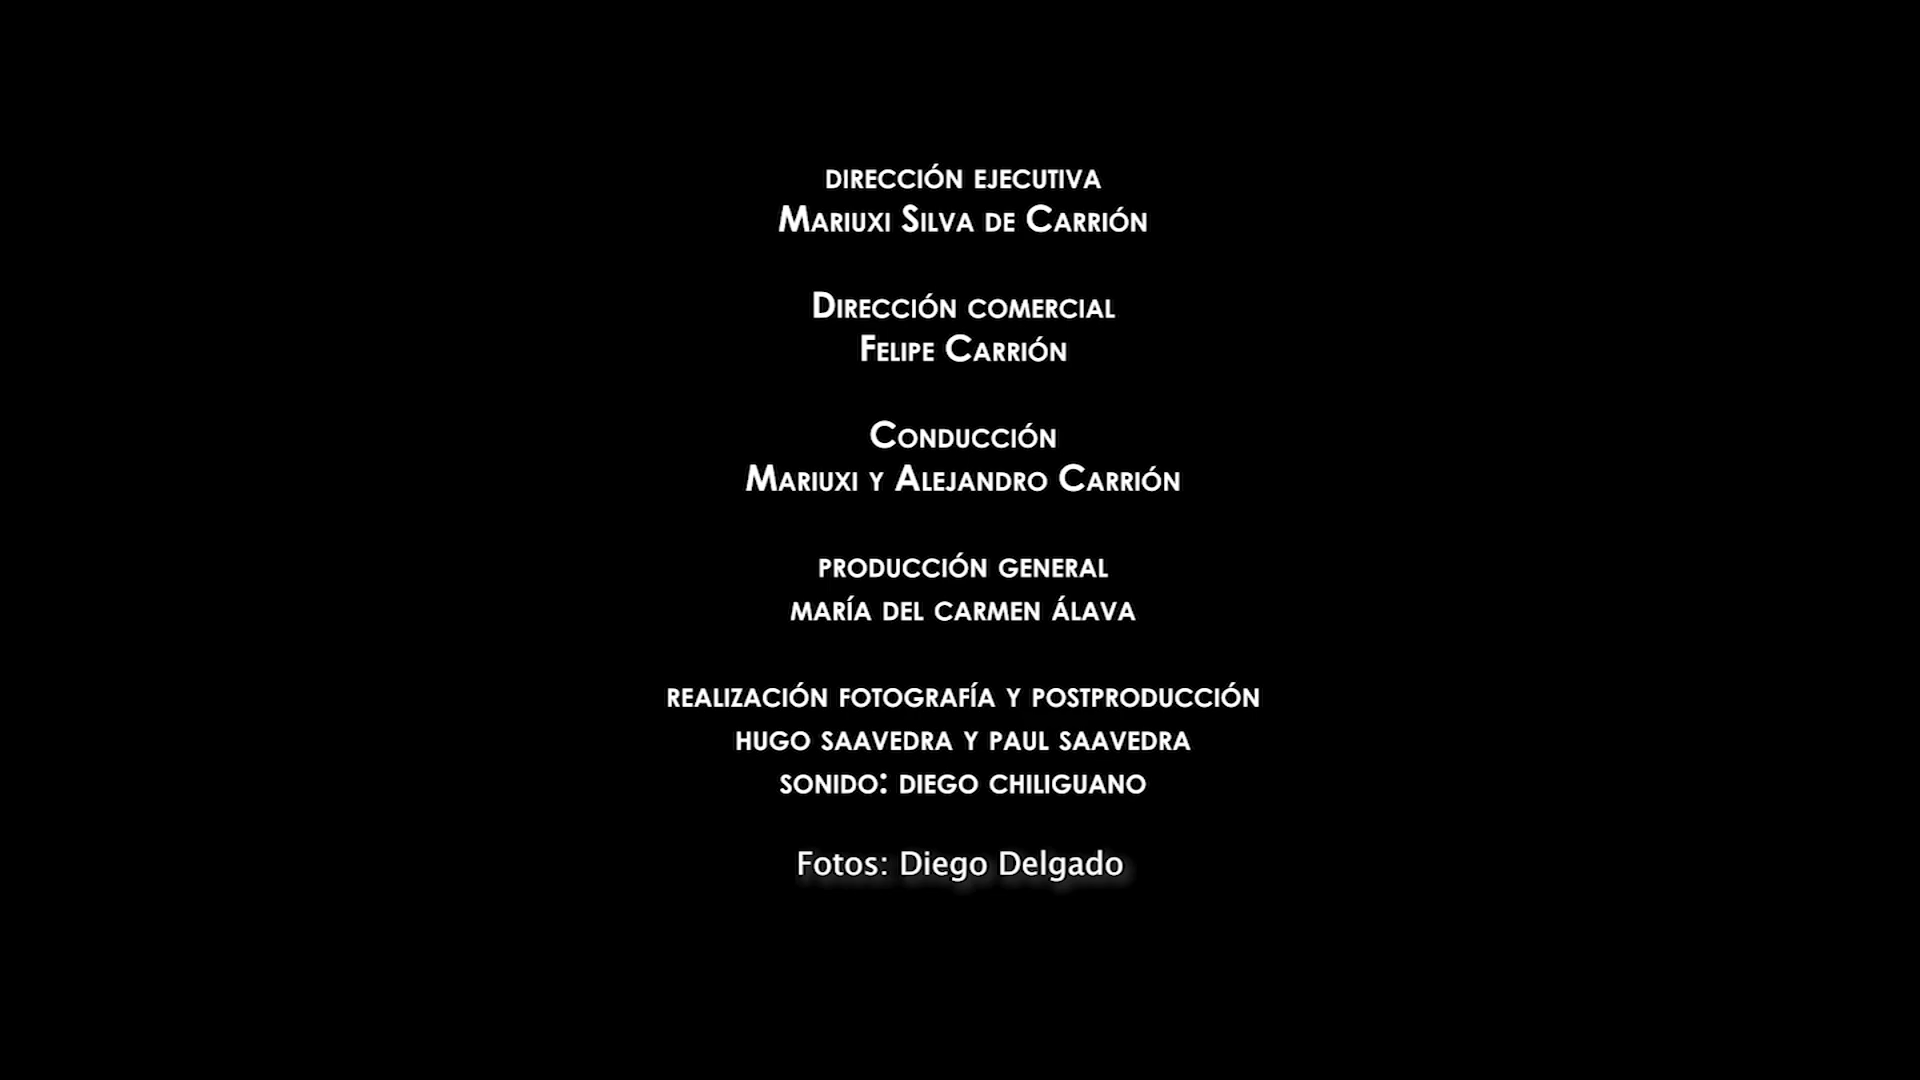 DIRECCIÓN EJECUTIVA
MARIUXI SILVA DE CARRIÓN
DIRECCIÓN COMERCIAL
FELIPE CARRIÓN
CONDUCCIÓN
MARIUXI Y ALEJANDRO CARRIÓN
PRODUCCIÓN GENERAL
MARÍA DEL CARMEN ÁLAVA
REALIZACIÓN FOTOGRAFÍA Y POSTPRODUCCIÓN
HUGO SAAVEDRA Y PAUL SAAVEDRA
SONIDO: DIEGO CHILIGUANO
Fotos: Diego Delgado